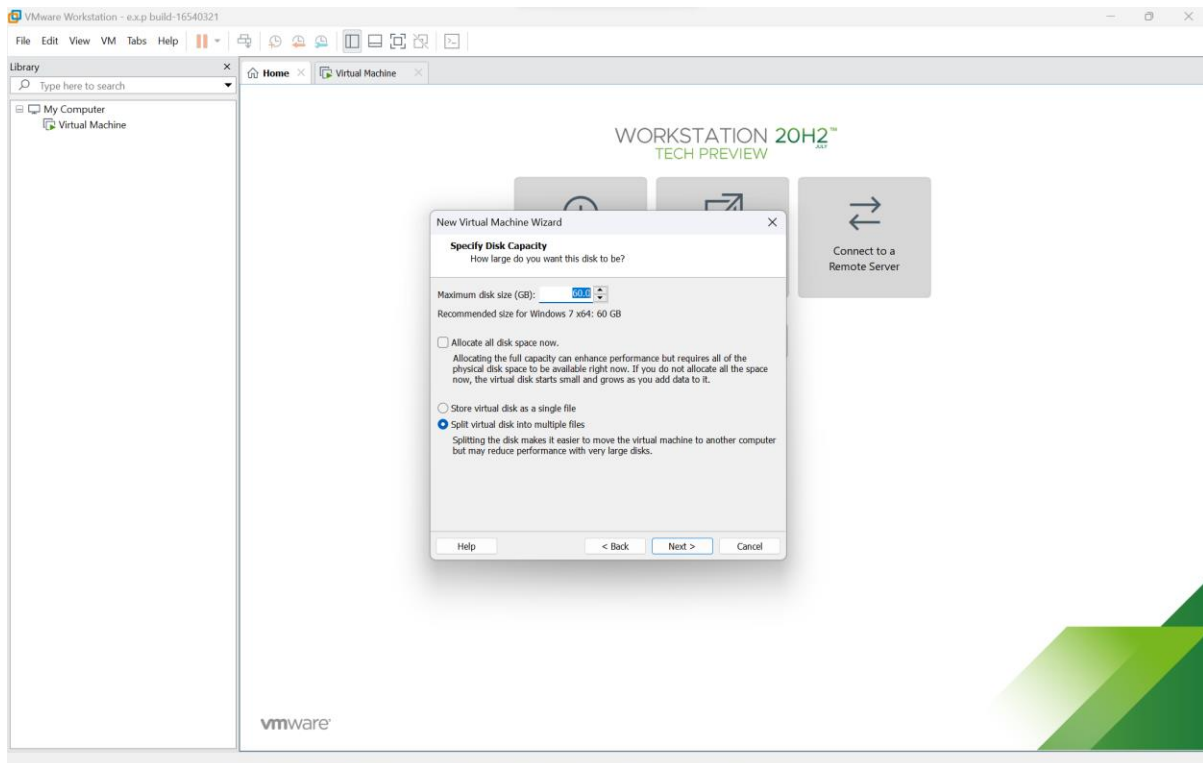 VMware Workstation - e.x.p build-16540321
File Edit View VM Tabs Help
Library
Type here to search
My Computer
Virtual Machine
Home
Virtual Machine
WORKSTATION 20H2™
JULY
TECH PREVIEW
Connect to a
Remote Server
New Virtual Machine Wizard
Specify Disk Capacity
How large do you want this disk to be?
Maximum disk size (GB): 60.0
Recommended size for Windows 7 x64: 60 GB
Allocate all disk space now.
Allocating the full capacity can enhance performance but requires all of the
physical disk space to be available right now. If you do not allocate all the space
now, the virtual disk starts small and grows as you add data to it.
Store virtual disk as a single file
Split virtual disk into multiple files
Splitting the disk makes it easier to move the virtual machine to another computer
but may reduce performance with very large disks.
Help < Back Next > Cancel
vmware